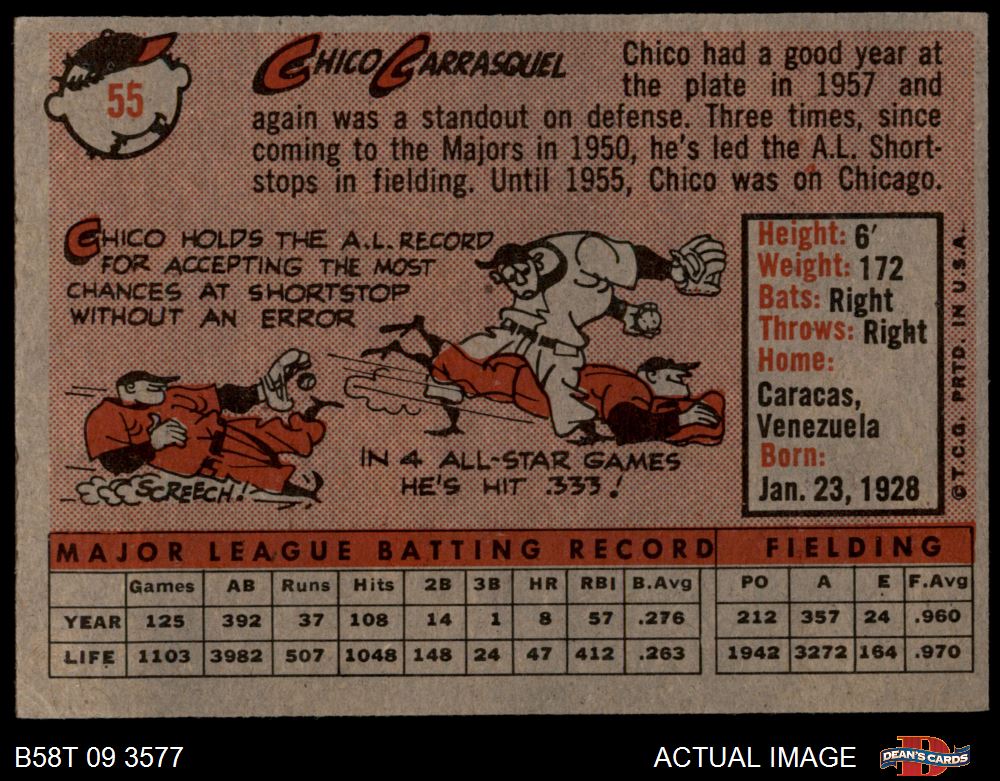 55
CHICO CARRASQUEL
Chico had a good year at
the plate in 1957 and
again was a standout on defense. Three times, since
coming to the Majors in 1950, he's led the A.L. Short-
stops in fielding. Until 1955, Chico was on Chicago.
CHICO HOLDS THE A.L. RECORD
FOR ACCEPTING THE MOST
CHANCES AT SHORTSTOP
WITHOUT AN ERROR
SCREECH!
IN 4 ALL-STAR GAMES
HE'S HIT .333!
Height: 6'
Weight: 172
Bats: Right
Throws: Right
Home:
Caracas,
Venezuela
Born:
Jan. 23, 1928
© T.C.G. PRTD. IN U.S.A.
MAJOR LEAGUE BATTING RECORD FIELDING
Games AB Runs Hits 2B 3B HR RBI B.Avg PO A E F.Avg
YEAR 125 392 37 108 14 1 8 57 .276 212 357 24 .960
LIFE 1103 3982 507 1048 148 24 47 412 .263 1942 3272 164 .970
B58T 09 3577 ACTUAL IMAGE DEAN'S CARDS